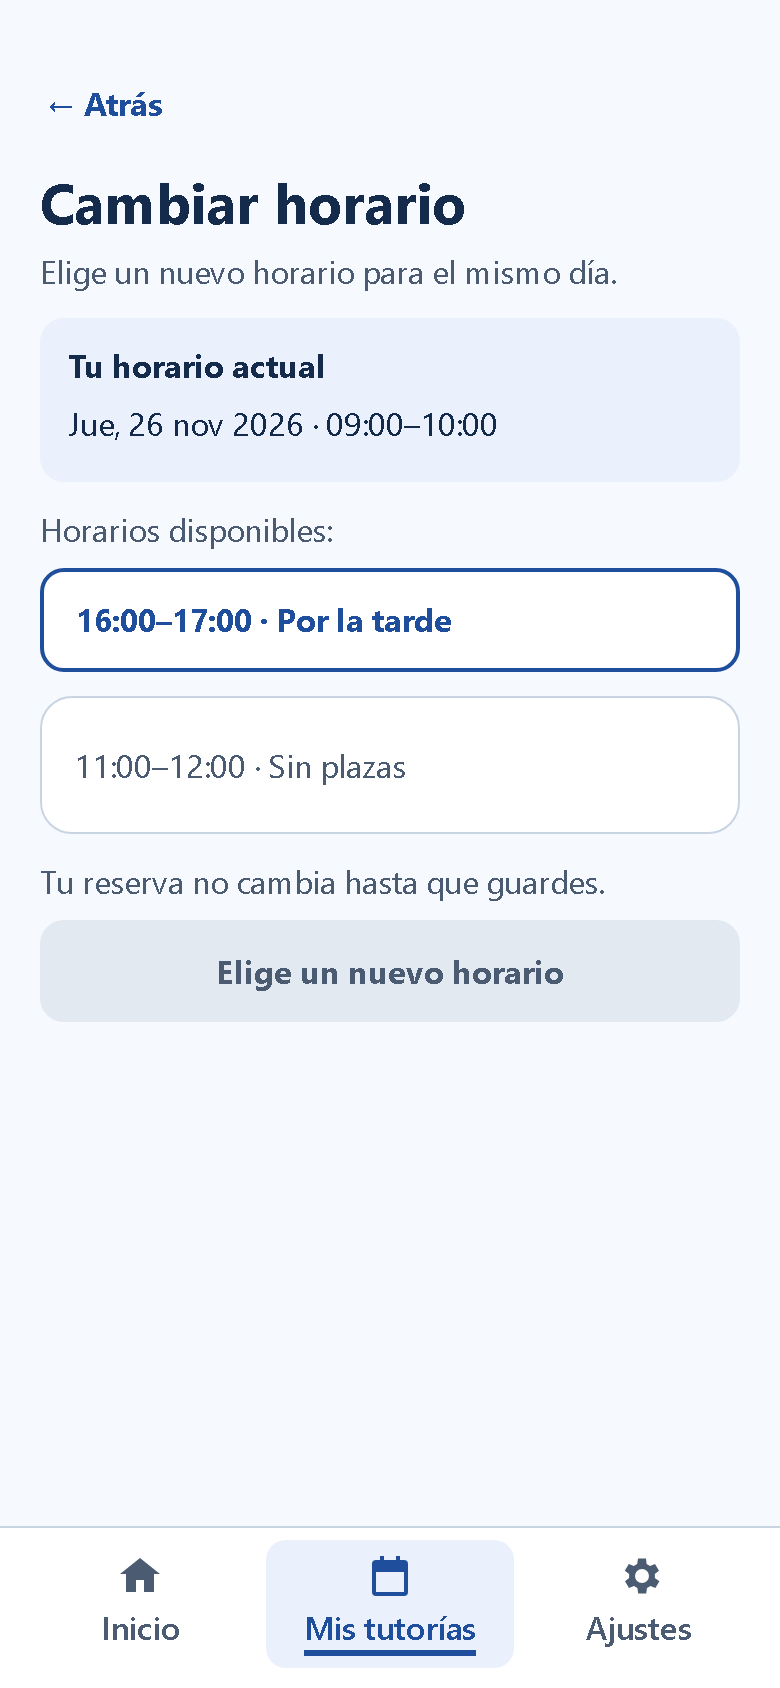 ← Atrás
Cambiar horario
Elige un nuevo horario para el mismo día.
Tu horario actual
Jue, 26 nov 2026 · 09:00–10:00
Horarios disponibles:
16:00–17:00 · Por la tarde
11:00–12:00 · Sin plazas
Tu reserva no cambia hasta que guardes.
Elige un nuevo horario
Inicio
Mis tutorías
Ajustes